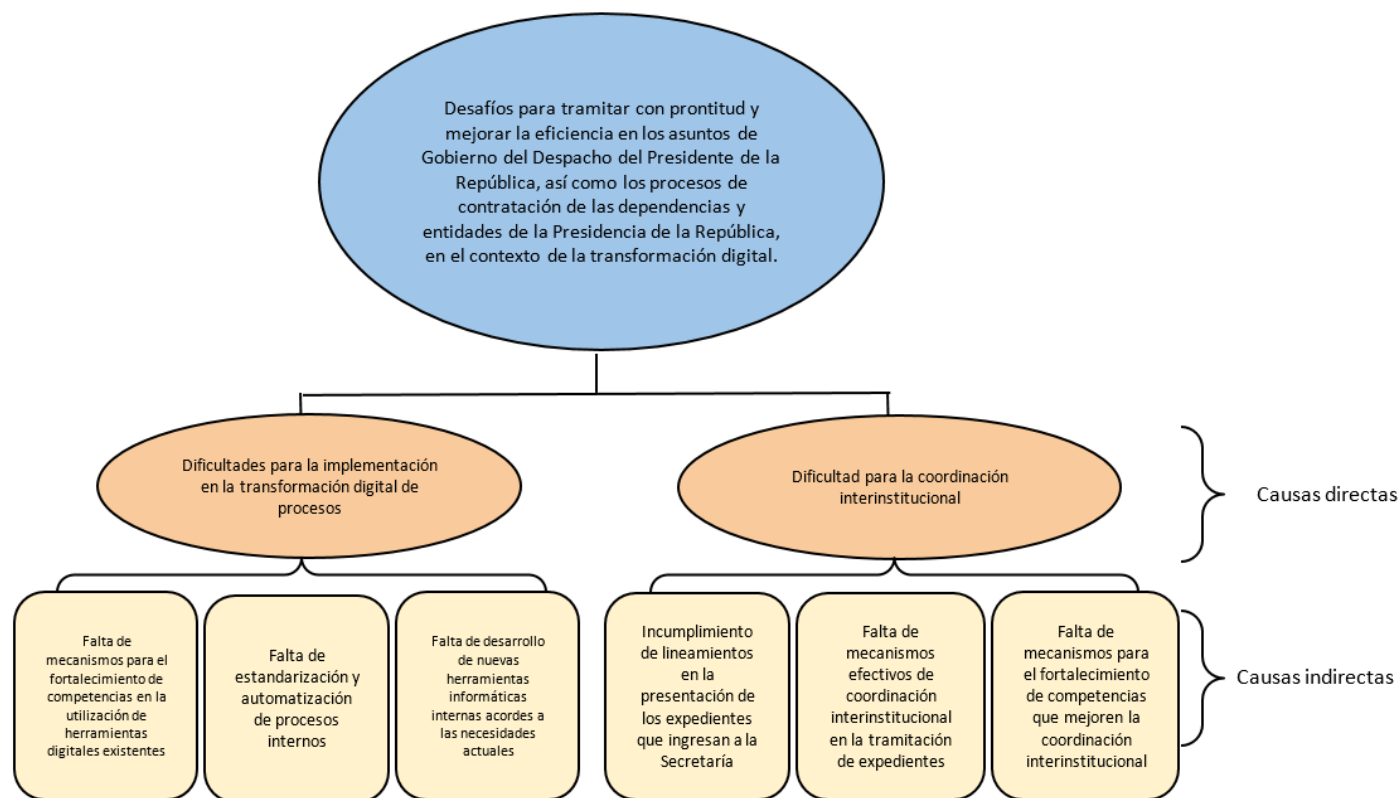 Desafíos para tramitar con prontitud y
mejorar la eficiencia en los asuntos de
Gobierno del Despacho del Presidente de la
República, así como los procesos de
contratación de las dependencias y
entidades de la Presidencia de la República,
en el contexto de la transformación digital.
Dificultades para la implementación
en la transformación digital de
procesos
Dificultad para la coordinación
interinstitucional
Causas directas
Falta de
mecanismos para el
fortalecimiento de
competencias en la
utilización de
herramientas
digitales existentes
Falta de
estandarización y
automatización
de procesos
internos
Falta de desarrollo
de nuevas
herramientas
informáticas
internas acordes a
las necesidades
actuales
Incumplimiento
de lineamientos
en la
presentación de
los expedientes
que ingresan a la
Secretaría
Falta de
mecanismos
efectivos de
coordinación
interinstitucional
en la tramitación
de expedientes
Falta de
mecanismos para
el fortalecimiento
de competencias
que mejoren la
coordinación
interinstitucional
Causas indirectas